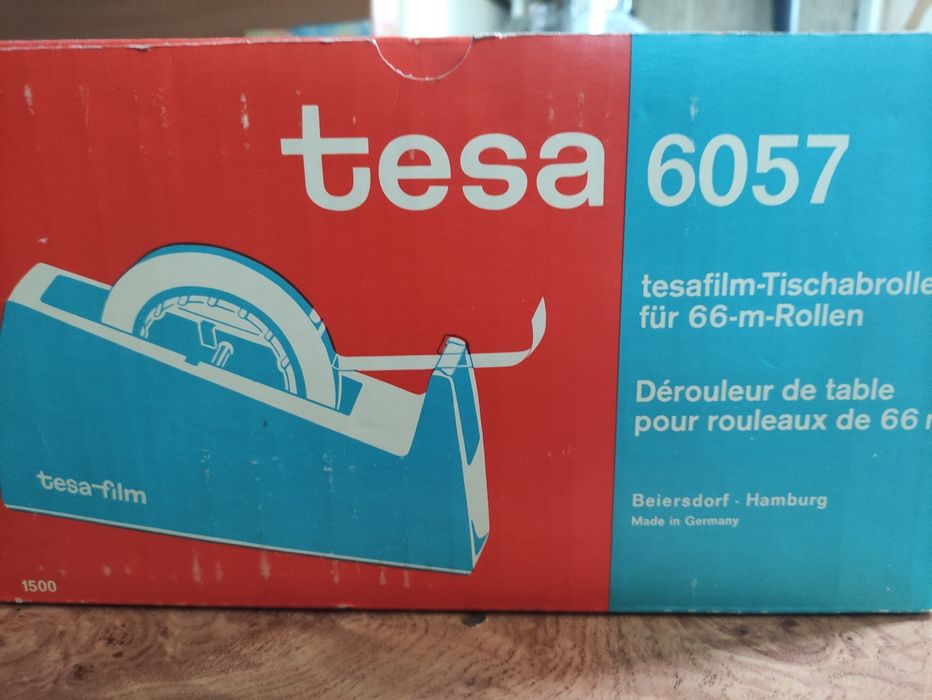 tesa 6057
tesafilm-Tischabrolle
für 66-m-Rollen
Dérouleur de table
pour rouleaux de 66
Beiersdorf · Hamburg
Made in Germany
tesa-film
1500